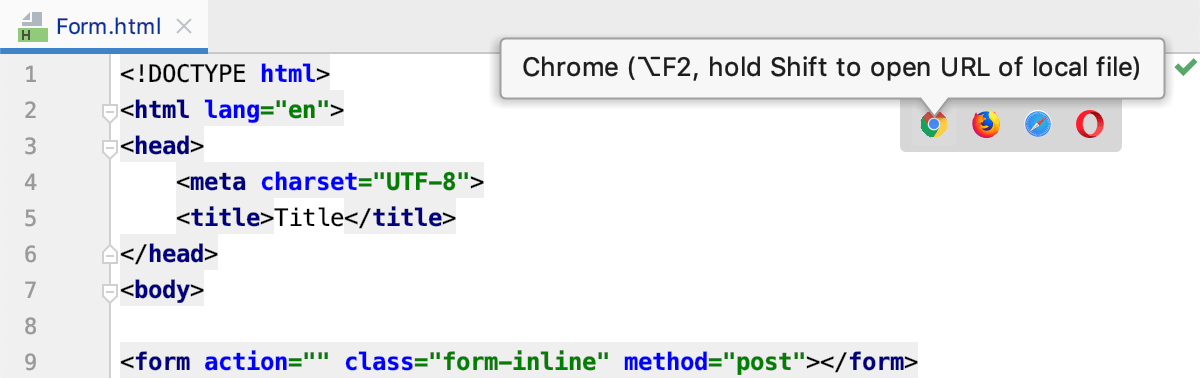 Form.html
Chrome (⌥F2, hold Shift to open URL of local file)
1 <!DOCTYPE html>
2 <html lang="en">
3 <head>
4 <meta charset="UTF-8">
5 <title>Title</title>
6 </head>
7 <body>
8
9 <form action="" class="form-inline" method="post"></form>